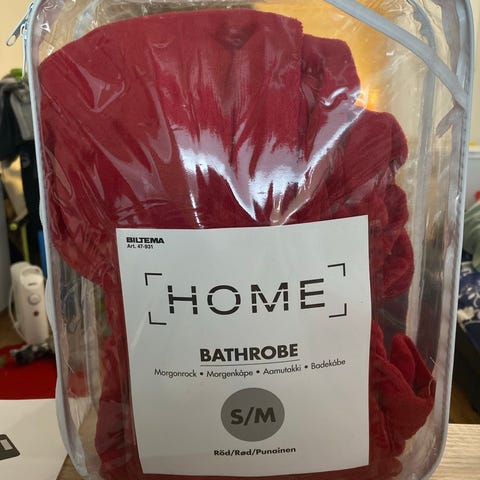 BILTEMA
Art. 47-931
HOME
BATHROBE
Morgonrock • Morgenkåpe • Aamutakki • Badekåbe
S/M
Röd/Rød/Punainen